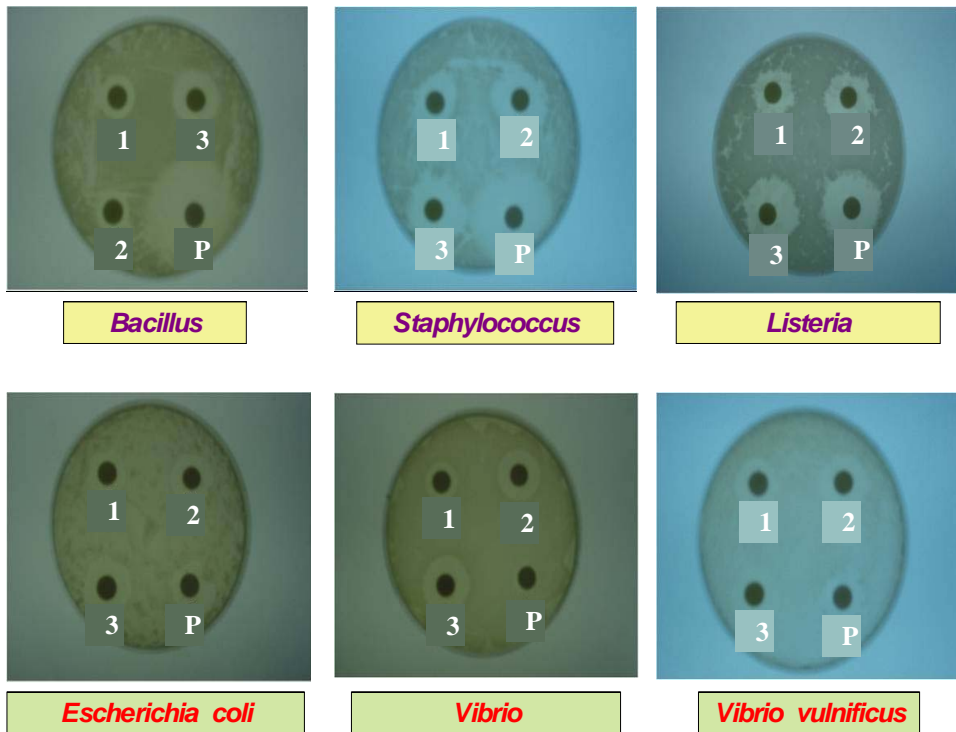 1 3
2 P
1 2
3 P
1 2
3 P
Bacillus
Staphylococcus
Listeria
1 2
3 P
1 2
3 P
1 2
3 P
Escherichia coli
Vibrio
Vibrio vulnificus